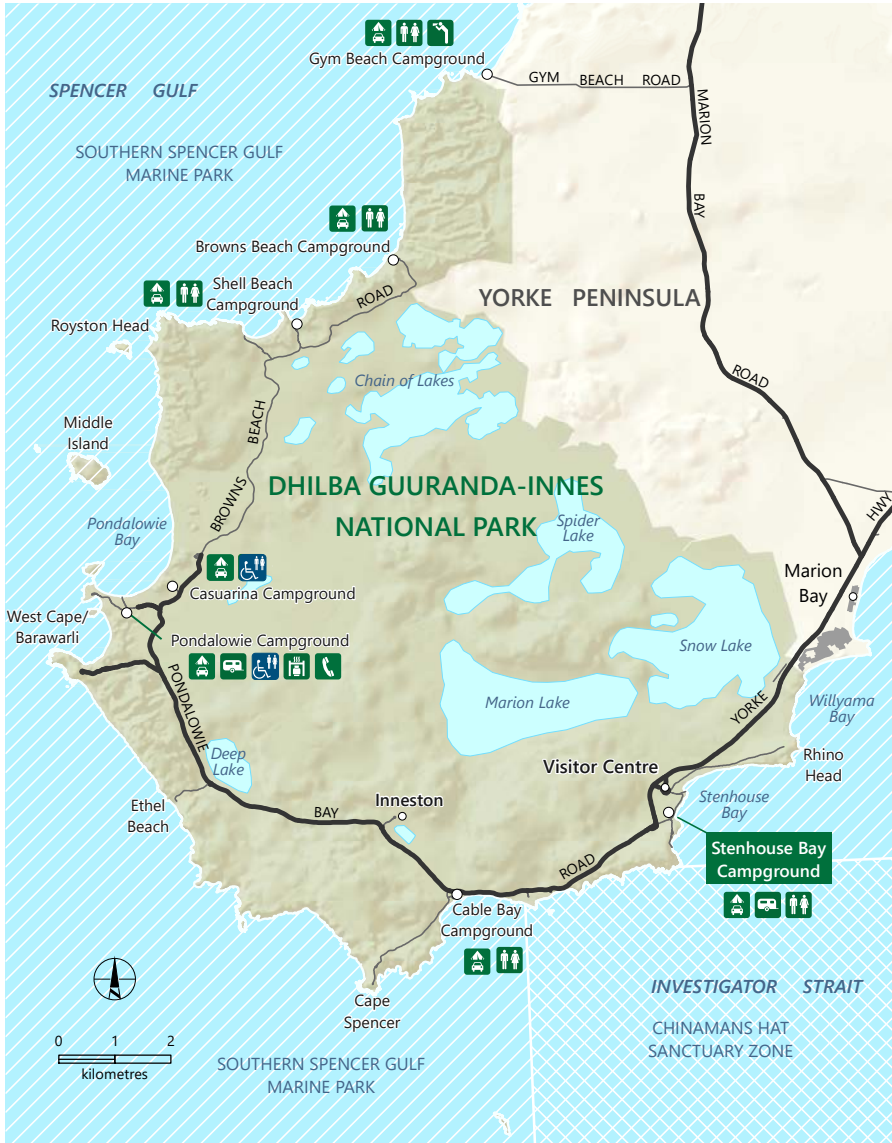 Gym Beach Campground
GYM BEACH ROAD
SPENCER GULF
MARION
BAY
ROAD
SOUTHERN SPENCER GULF
MARINE PARK
Browns Beach Campground
Shell Beach
Campground
ROAD
YORKE PENINSULA
Royston Head
Chain of Lakes
BEACH
BROWNS
Middle
Island
DHILBA GUURANDA-INNES
NATIONAL PARK
Spider
Lake
HWY
Pondalowie
Bay
Marion
Bay
Casuarina Campground
West Cape/
Barawarli
Pondalowie Campground
Snow Lake
PONDALOWIE
Marion Lake
YORKE
Willyama
Bay
Deep
Lake
Visitor Centre
Rhino
Head
Ethel
Beach
BAY
Inneston
Stenhouse
Bay
ROAD
Stenhouse Bay
Campground
Cable Bay
Campground
INVESTIGATOR STRAIT
Cape
Spencer
CHINAMANS HAT
SANCTUARY ZONE
0 1 2
kilometres
SOUTHERN SPENCER GULF
MARINE PARK